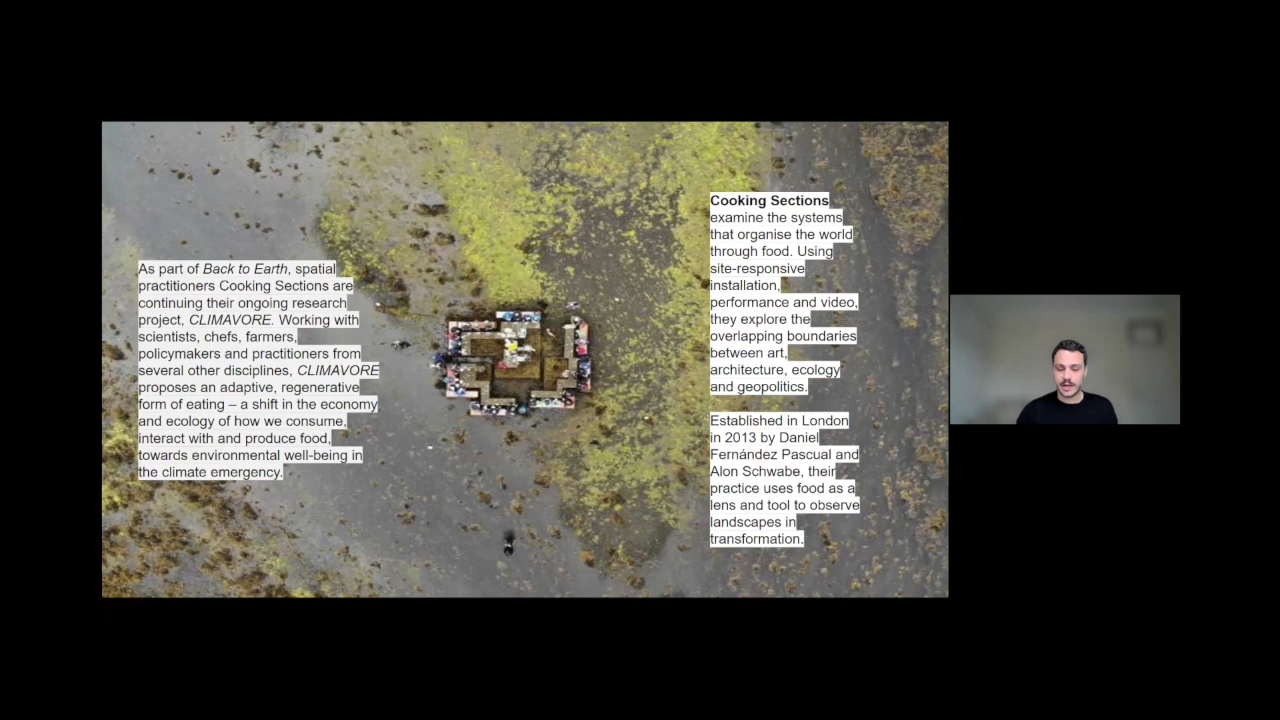 As part of Back to Earth, spatial
practitioners Cooking Sections are
continuing their ongoing research
project, CLIMAVORE. Working with
scientists, chefs, farmers,
policymakers and practitioners from
several other disciplines, CLIMAVORE
proposes an adaptive, regenerative
form of eating – a shift in the economy
and ecology of how we consume,
interact with and produce food,
towards environmental well-being in
the climate emergency.
Cooking Sections
examine the systems
that organise the world
through food. Using
site-responsive
installation,
performance and video,
they explore the
overlapping boundaries
between art,
architecture, ecology
and geopolitics.
Established in London
in 2013 by Daniel
Fernández Pascual and
Alon Schwabe, their
practice uses food as a
lens and tool to observe
landscapes in
transformation.